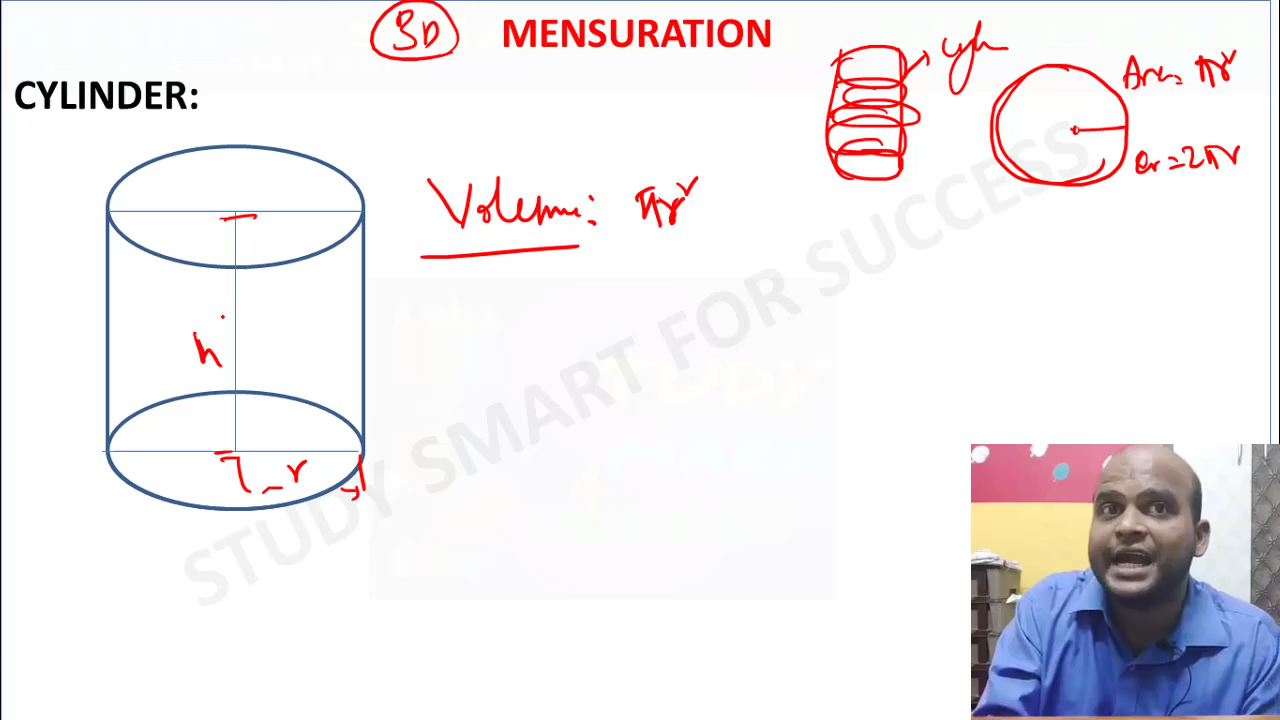 3D MENSURATION
CYLINDER:
cyl
Area = πr²
Cr = 2πr
Volume: πr²
h
r
STUDY SMART FOR SUCCESS